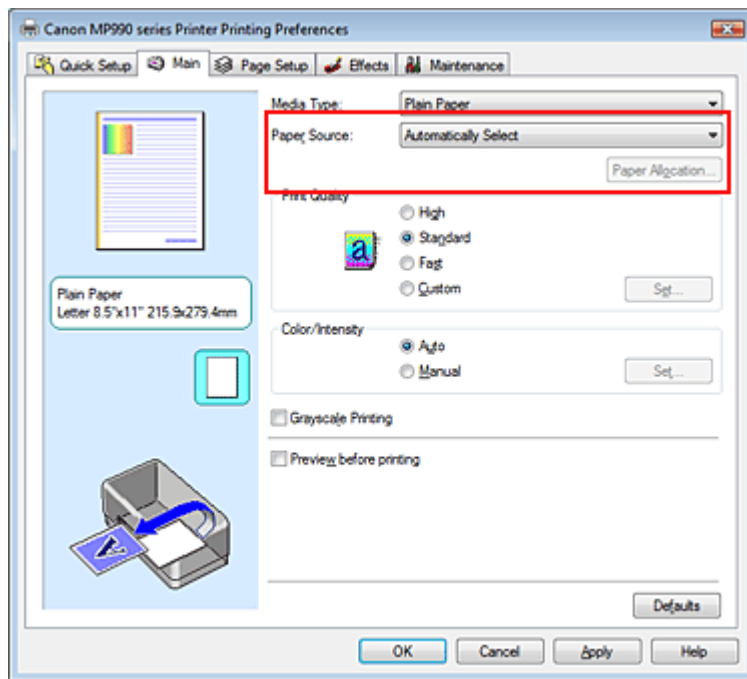 Canon MP990 series Printer Printing Preferences
Quick Setup Main Page Setup Effects Maintenance
Media Type: Plain Paper
Paper Source: Automatically Select
Paper Allocation...
Print Quality
High
a Standard
Fast
Custom Set...
Plain Paper
Letter 8.5"x11" 215.9x279.4mm
Color/Intensity
Auto
Manual Set...
Grayscale Printing
Preview before printing
A
Defaults
OK Cancel Apply Help